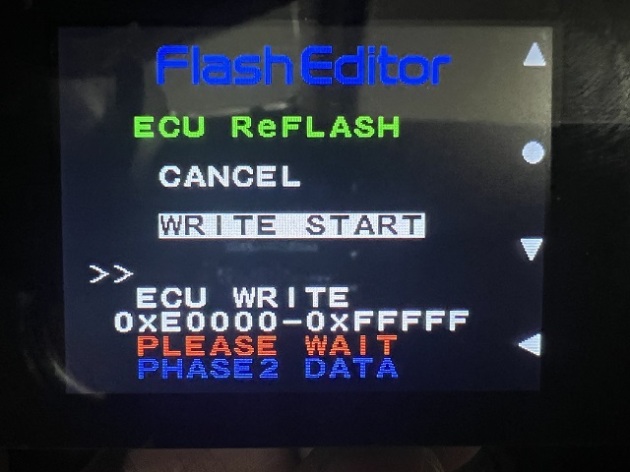 Flash Editor
ECU ReFLASH
CANCEL
WRITE START
>>
ECU WRITE
0xE0000-0xFFFFF
PLEASE WAIT
PHASE2 DATA